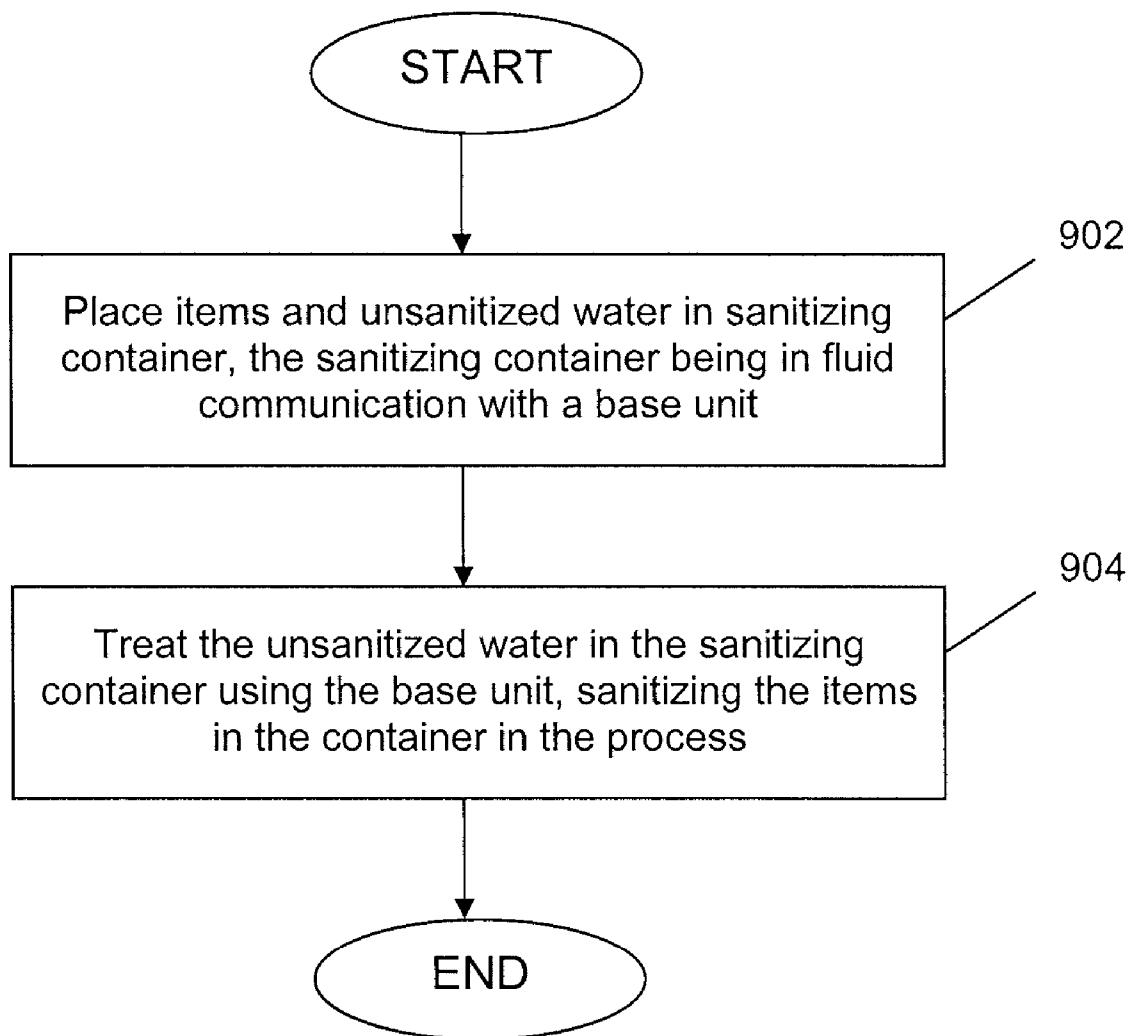 START
902
Place items and unsanitized water in sanitizing
container, the sanitizing container being in fluid
communication with a base unit
904
Treat the unsanitized water in the sanitizing
container using the base unit, sanitizing the items
in the container in the process
END